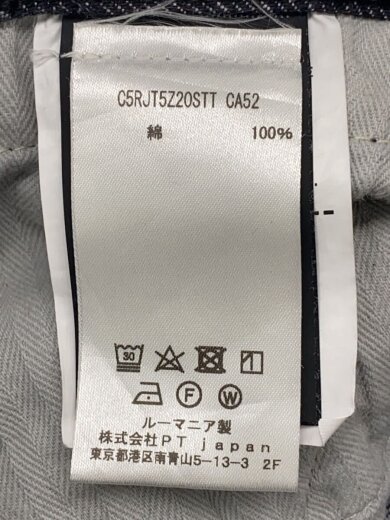 C5RJT5Z20STT CA52
綿 100%
30
F W
ルーマニア製
株式会社PT japan
東京都港区南青山5-13-3 2F